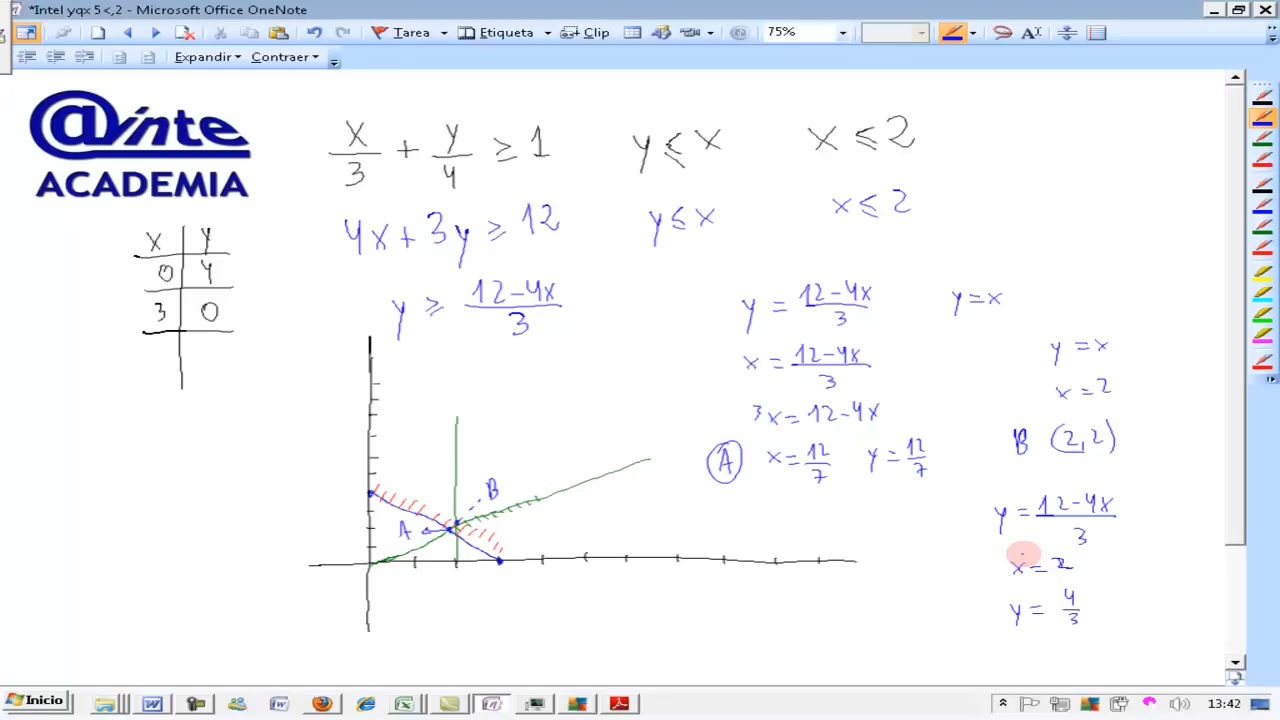 *Intel yqx 5<,2 - Microsoft Office OneNote
Tarea Etiqueta Clip 75%
Expandir Contraer
@inte
ACADEMIA
x/3 + y/4 ≥ 1 y ≤ x x ≤ 2
4x + 3y ≥ 12 y ≤ x x ≤ 2
x y
0 4
3 0
y ≥ (12-4x)/3
y = (12-4x)/3 y = x
x = (12-4x)/3
3x = 12-4x
A x = 12/7 y = 12/7
y = x
x = 2
B (2,2)
y = (12-4x)/3
x = 2
y = 4/3
B
A
Inicio 13:42